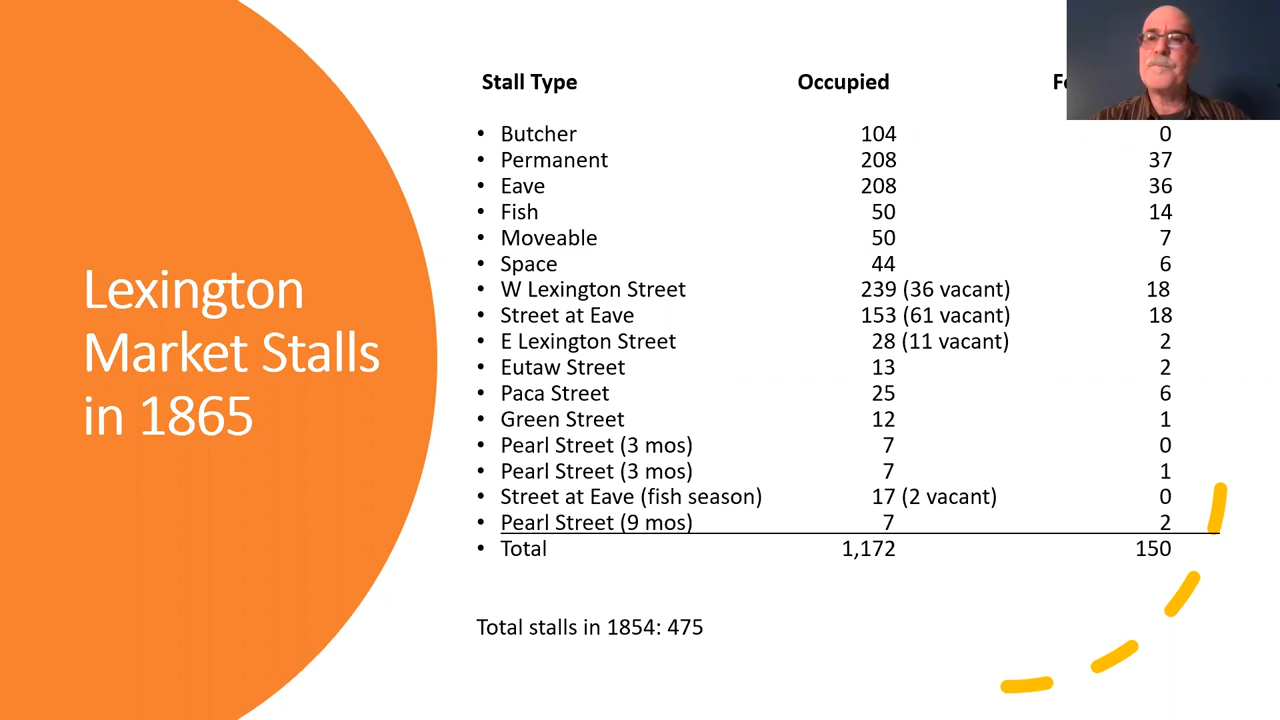 Lexington
Market Stalls
in 1865
Stall Type Occupied
• Butcher 104 0
• Permanent 208 37
• Eave 208 36
• Fish 50 14
• Moveable 50 7
• Space 44 6
• W Lexington Street 239 (36 vacant) 18
• Street at Eave 153 (61 vacant) 18
• E Lexington Street 28 (11 vacant) 2
• Eutaw Street 13 2
• Paca Street 25 6
• Green Street 12 1
• Pearl Street (3 mos) 7 0
• Pearl Street (3 mos) 7 1
• Street at Eave (fish season) 17 (2 vacant) 0
• Pearl Street (9 mos) 7 2
• Total 1,172 150
Total stalls in 1854: 475